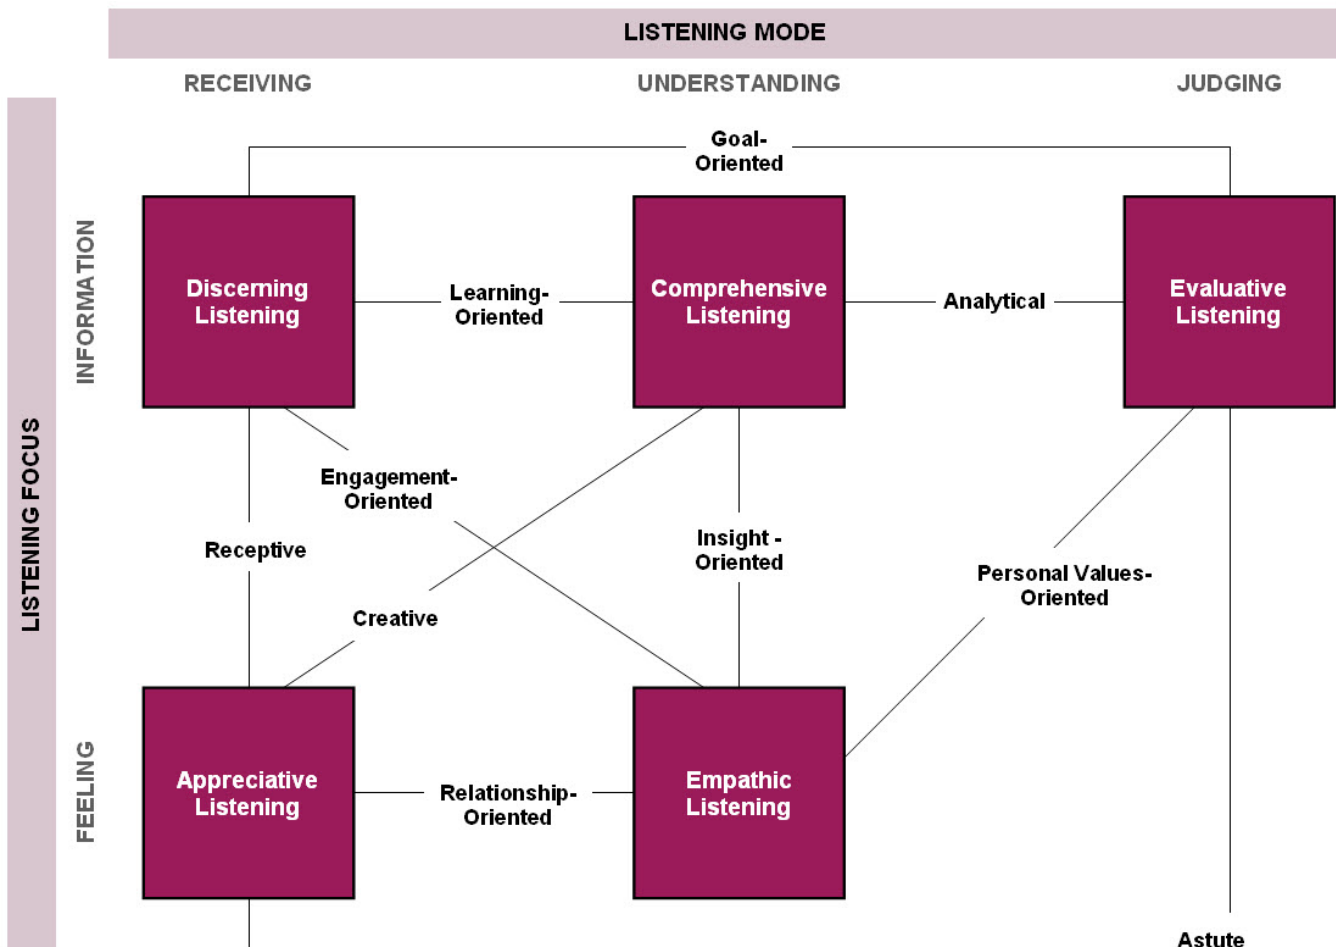 LISTENING MODE
RECEIVING
UNDERSTANDING
JUDGING
LISTENING FOCUS
INFORMATION
FEELING
Goal-
Oriented
Discerning
Listening
Learning-
Oriented
Comprehensive
Listening
Analytical
Evaluative
Listening
Engagement-
Oriented
Receptive
Insight -
Oriented
Personal Values-
Oriented
Creative
Appreciative
Listening
Relationship-
Oriented
Empathic
Listening
Astute